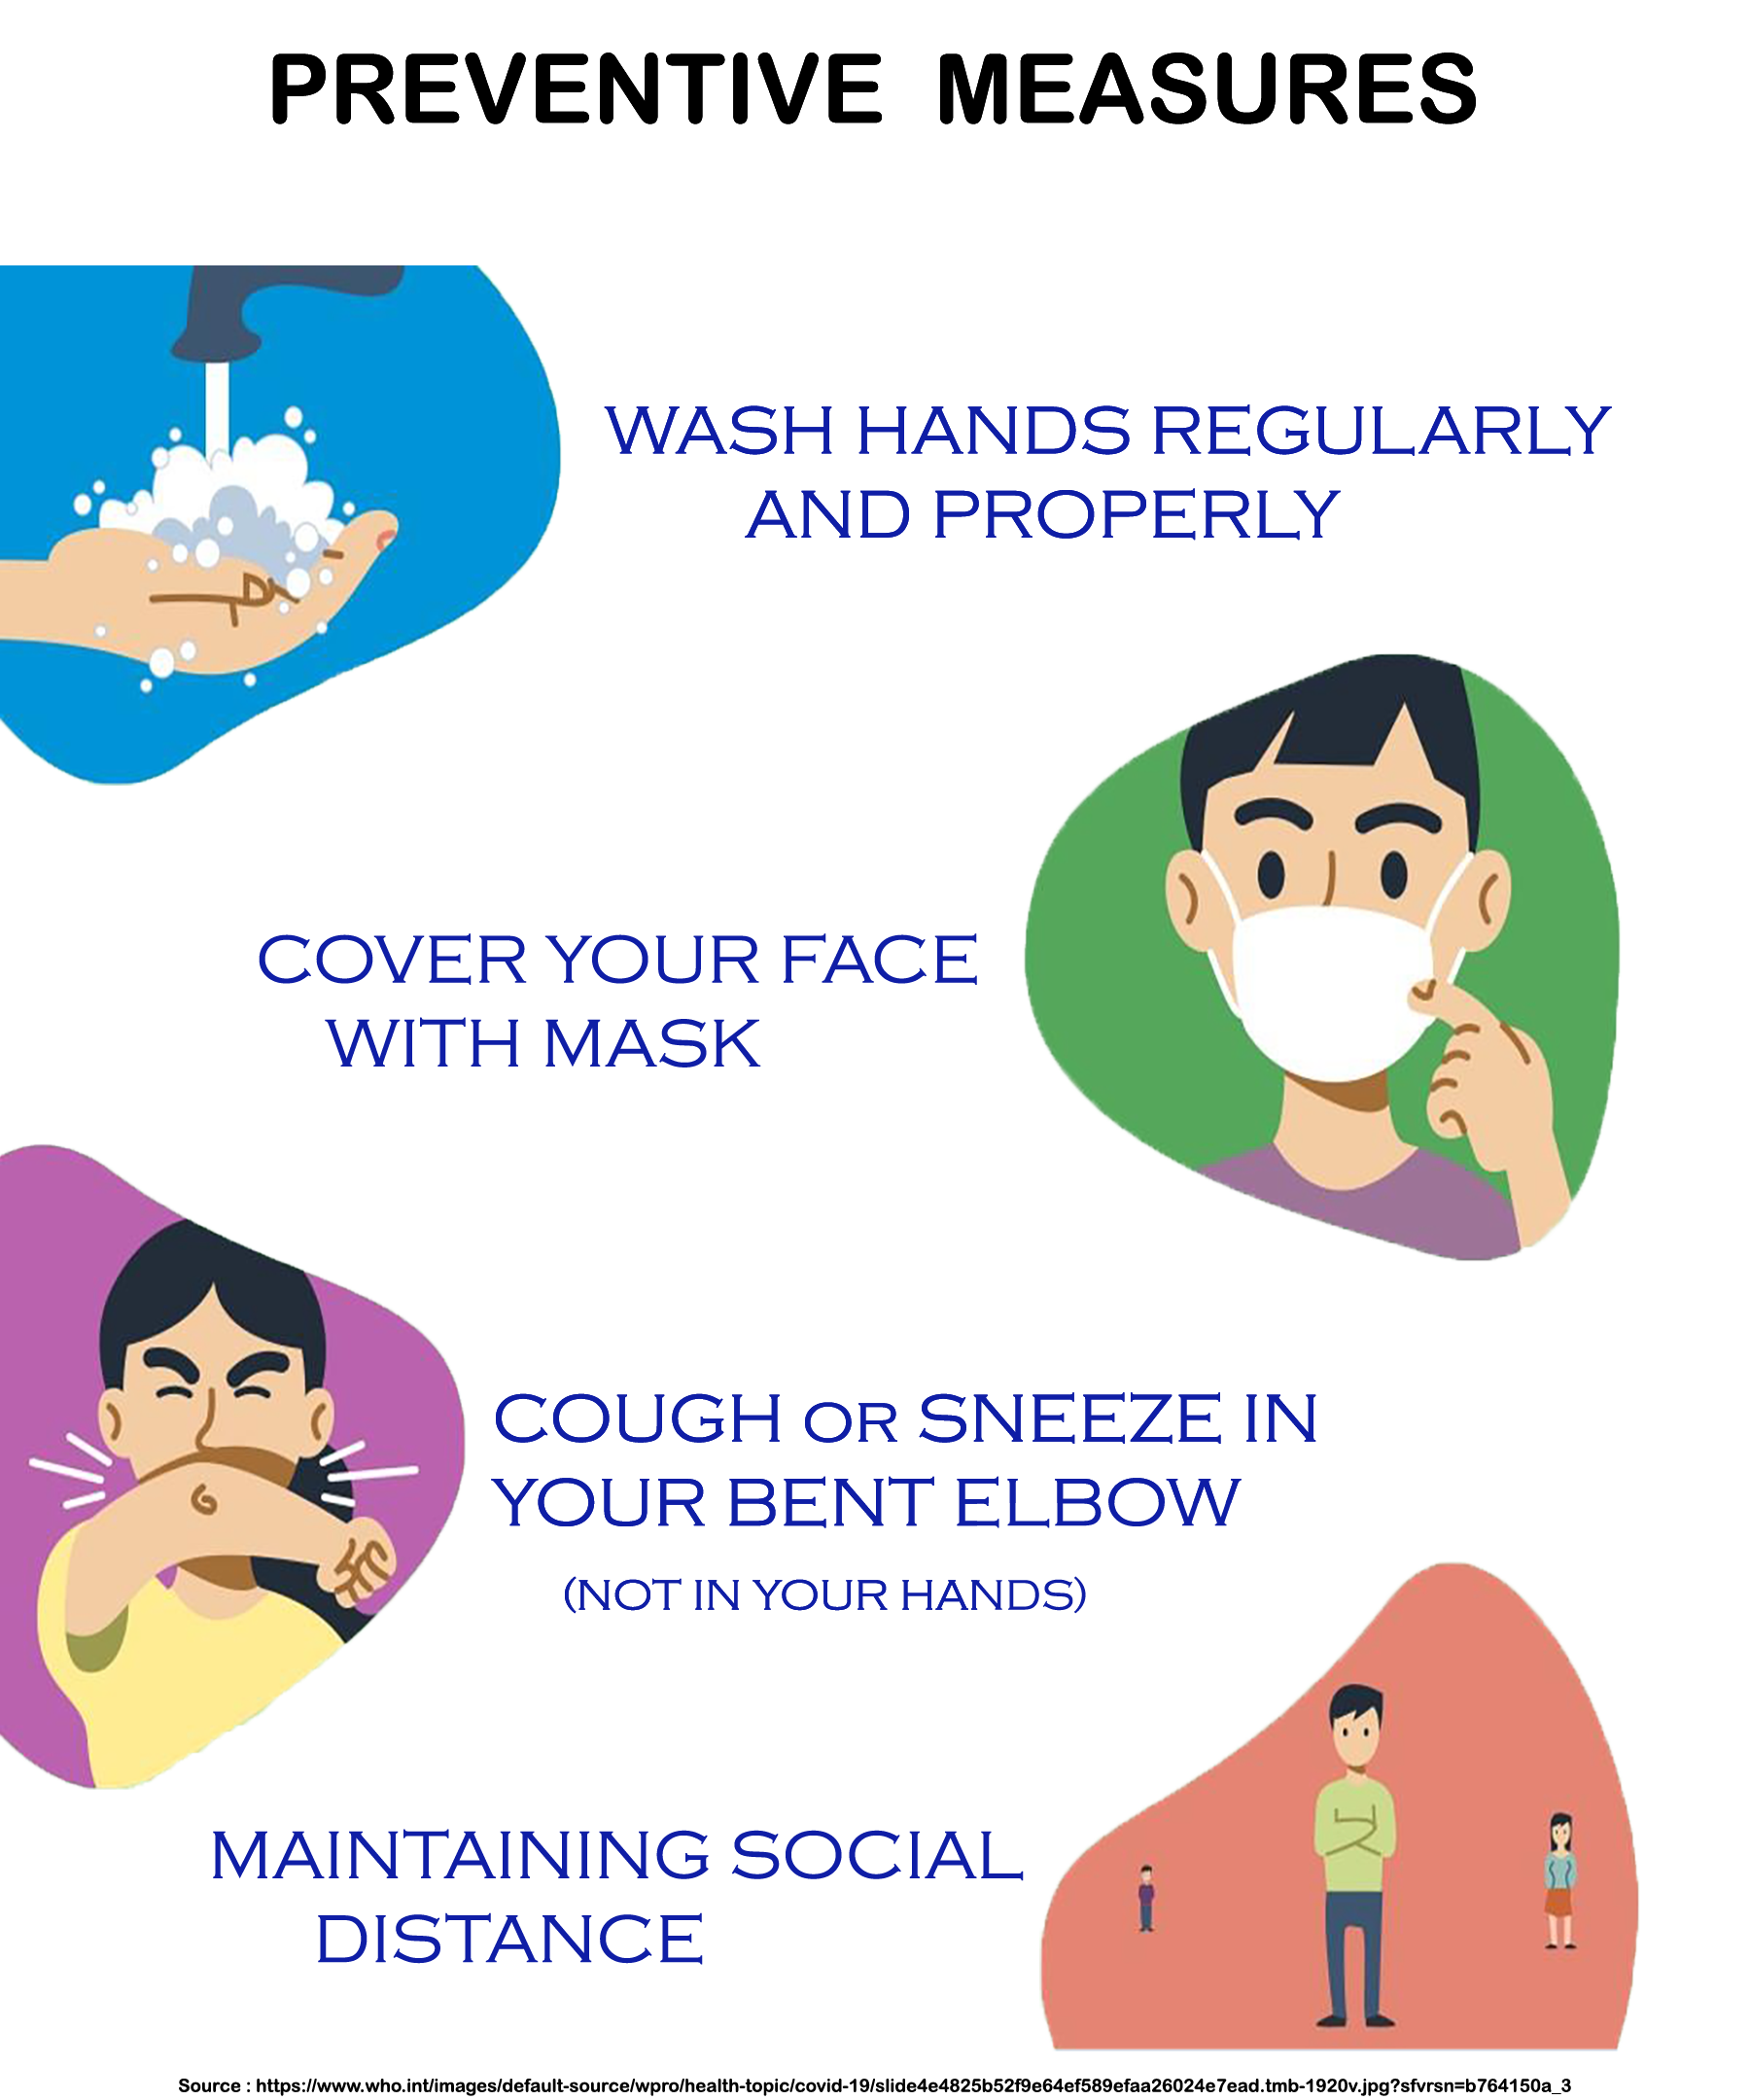 PREVENTIVE MEASURES
WASH HANDS REGULARLY
AND PROPERLY
COVER YOUR FACE
WITH MASK
COUGH OR SNEEZE IN
YOUR BENT ELBOW
(NOT IN YOUR HANDS)
MAINTAINING SOCIAL
DISTANCE
Source : https://www.who.int/images/default-source/wpro/health-topic/covid-19/slide4e4825b52f9e64ef589efaa26024e7ead.tmb-1920v.jpg?sfvrsn=b764150a_3